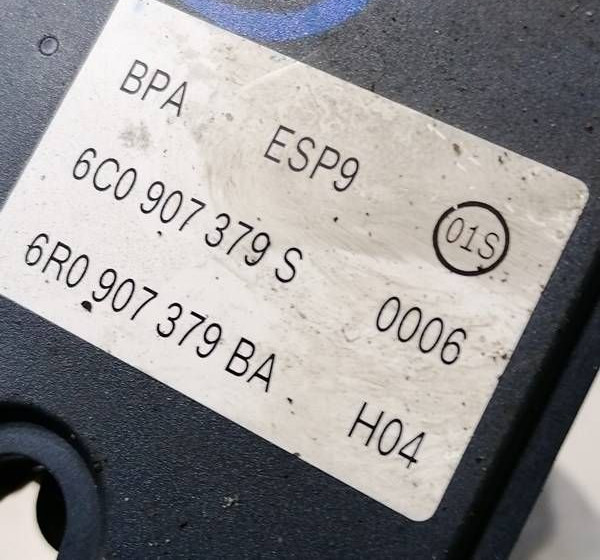 BPA ESP9
01S
6C0 907 379 S 0006
6R0 907 379 BA H04